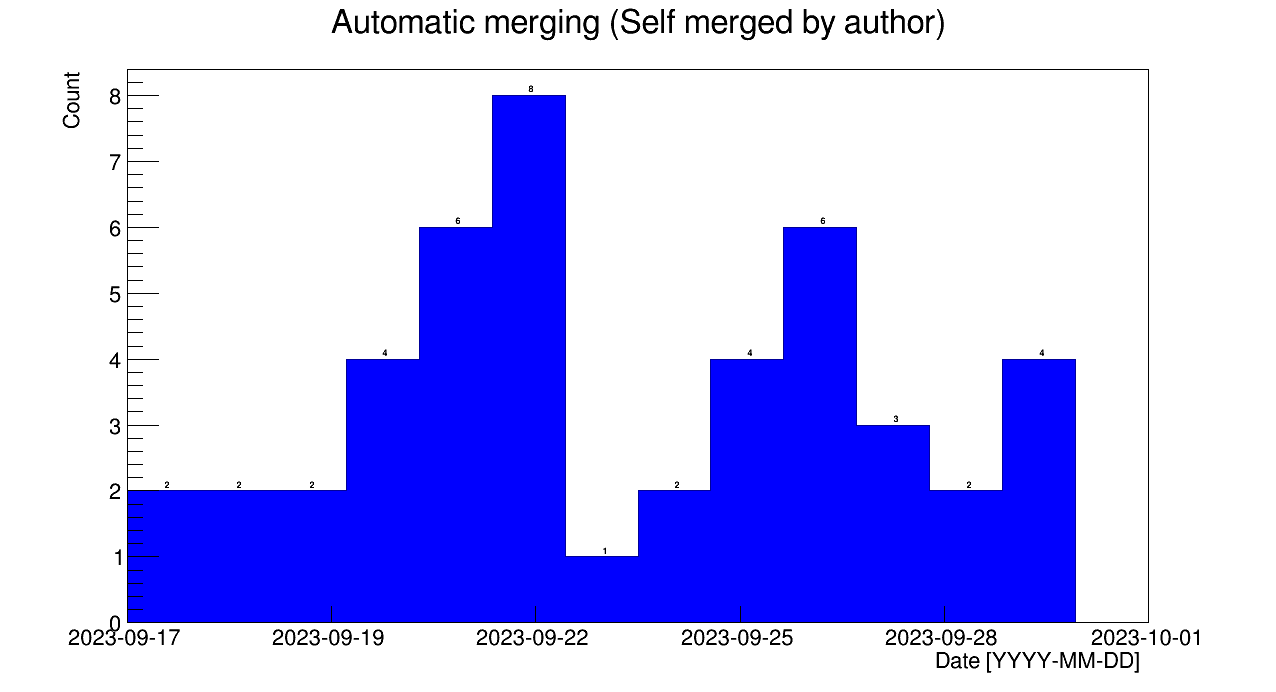 Automatic merging (Self merged by author)
Count
8
7
6
5
4
3
2
1
0
2 2 2 4 6 8 1 2 4 6 3 2 4
2023-09-17 2023-09-19 2023-09-22 2023-09-25 2023-09-28 2023-10-01
Date [YYYY-MM-DD]